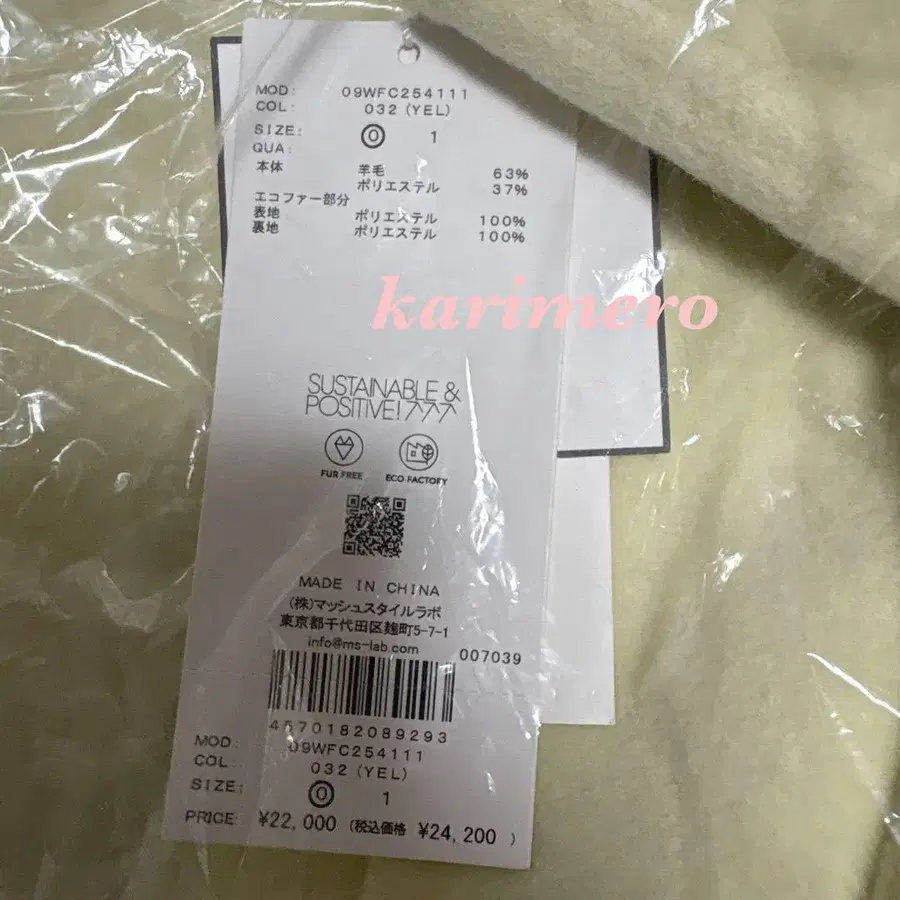 MOD: 09WFC254111
COL: 032 (YEL)
SIZE: 0 1
QUA:
本体 羊毛 63%
ポリエステル 37%
エコファー部分
表地 ポリエステル 100%
裏地 ポリエステル 100%
karimero
SUSTAINABLE &
POSITIVE!
FUR FREE ECO FACTORY
MADE IN CHINA
(株)マッシュスタイルラボ
東京都千代田区麹町5-7-1
info@ms-lab.com
007039
4570182089293
MOD: 09WFC254111
COL: 032 (YEL)
SIZE: 0 1
PRICE: ¥22,000 (税込価格 ¥24,200 )